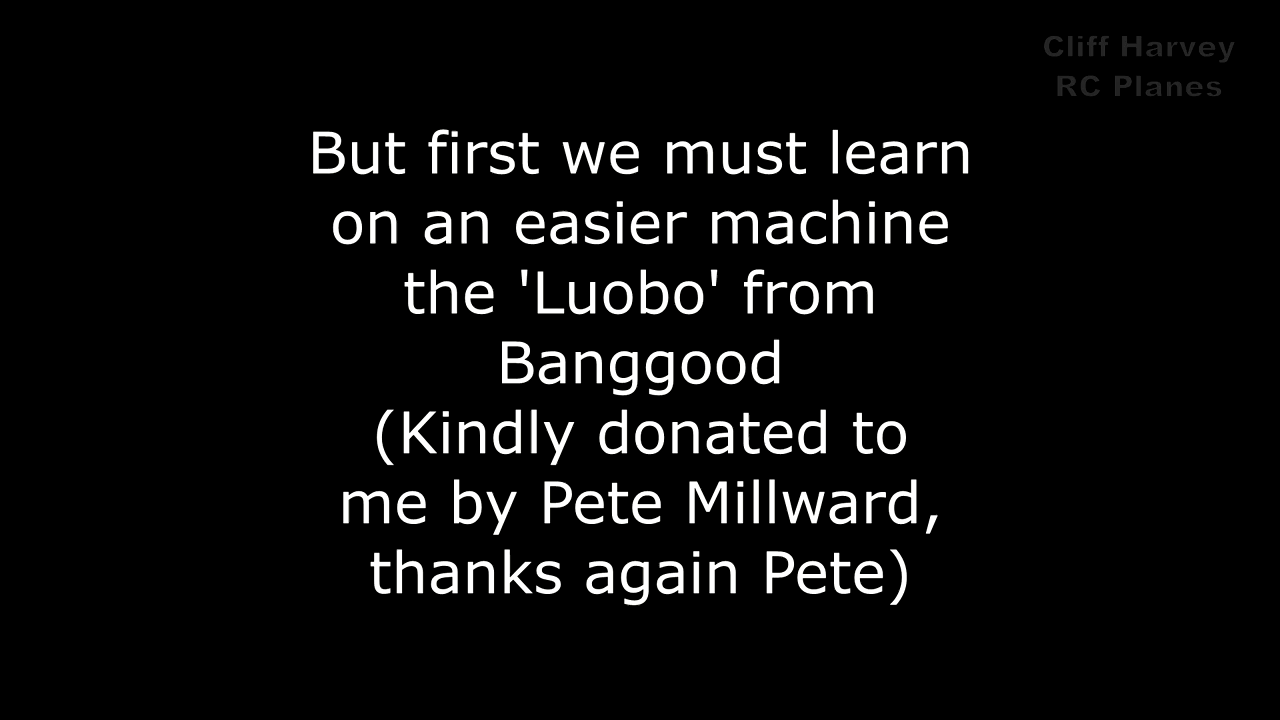 Cliff Harvey
RC Planes
But first we must learn
on an easier machine
the 'Luobo' from
Banggood
(Kindly donated to
me by Pete Millward,
thanks again Pete)